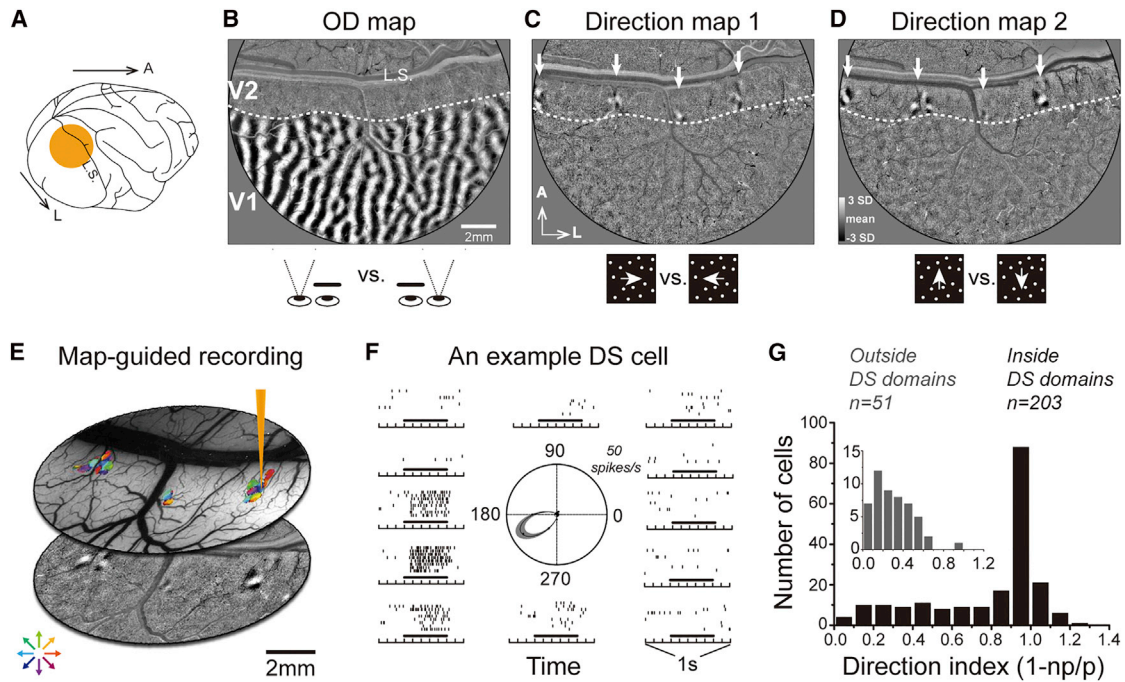 A
A
L.S.
L
B
OD map
L.S.
V2
V1
2mm
vs.
C
Direction map 1
A
L
vs.
D
Direction map 2
3 SD
mean
-3 SD
vs.
E
Map-guided recording
2mm
F
An example DS cell
90
50
spikes/s
180
0
270
Time
1s
G
Outside
DS domains
n=51
Inside
DS domains
n=203
Number of cells
100
80
60
40
20
0
15
10
5
0
0.0 0.4 0.8 1.2
0.0 0.2 0.4 0.6 0.8 1.0 1.2 1.4
Direction index (1-np/p)